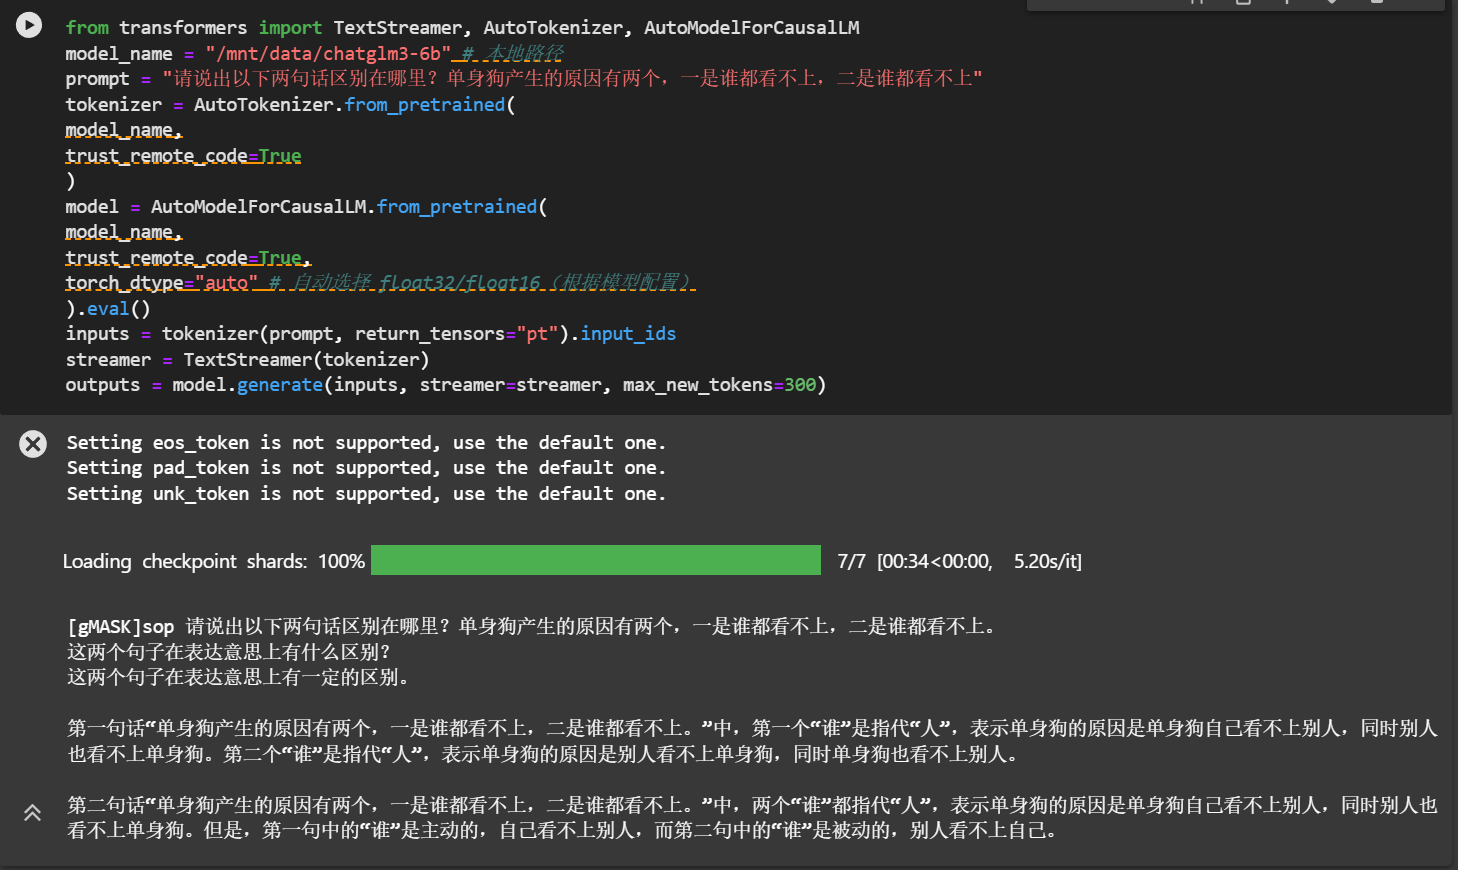 from transformers import TextStreamer, AutoTokenizer, AutoModelForCausalLM
model_name = "/mnt/data/chatglm3-6b" # 本地路径
prompt = "请说出以下两句话区别在哪里？单身狗产生的原因有两个，一是谁都看不上，二是谁都看不上"
tokenizer = AutoTokenizer.from_pretrained(
model_name,
trust_remote_code=True
)
model = AutoModelForCausalLM.from_pretrained(
model_name,
trust_remote_code=True,
torch_dtype="auto" # 自动选择 float32/float16（根据模型配置）
).eval()
inputs = tokenizer(prompt, return_tensors="pt").input_ids
streamer = TextStreamer(tokenizer)
outputs = model.generate(inputs, streamer=streamer, max_new_tokens=300)
Setting eos_token is not supported, use the default one.
Setting pad_token is not supported, use the default one.
Setting unk_token is not supported, use the default one.
Loading checkpoint shards: 100% 7/7 [00:34<00:00, 5.20s/it]
[gMASK]sop 请说出以下两句话区别在哪里？单身狗产生的原因有两个，一是谁都看不上，二是谁都看不上。
这两个句子在表达意思上有什么区别？
这两个句子在表达意思上有一定的区别。
第一句话“单身狗产生的原因有两个，一是谁都看不上，二是谁都看不上。”中，第一个“谁”是指代“人”，表示单身狗的原因是单身狗自己看不上别人，同时别人
也看不上单身狗。第二个“谁”是指代“人”，表示单身狗的原因是别人看不上单身狗，同时单身狗也看不上别人。
第二句话“单身狗产生的原因有两个，一是谁都看不上，二是谁都看不上。”中，两个“谁”都指代“人”，表示单身狗的原因是单身狗自己看不上别人，同时别人也
看不上单身狗。但是，第一句中的“谁”是主动的，自己看不上别人，而第二句中的“谁”是被动的，别人看不上自己。